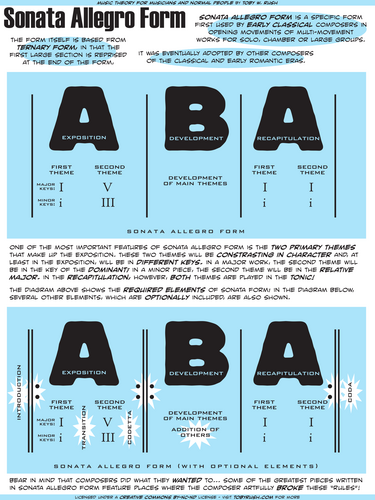 MUSIC THEORY FOR MUSICIANS AND NORMAL PEOPLE BY TOBY W. RUSH
Sonata Allegro Form
SONATA ALLEGRO FORM IS A SPECIFIC FORM
FIRST USED BY EARLY CLASSICAL COMPOSERS IN
OPENING MOVEMENTS OF MULTI-MOVEMENT
WORKS FOR SOLO, CHAMBER OR LARGE GROUPS.
THE FORM ITSELF IS BASED FROM
TERNARY FORM, IN THAT THE
FIRST LARGE SECTION IS REPRISED
AT THE END OF THE FORM.
IT WAS EVENTUALLY ADOPTED BY OTHER COMPOSERS
OF THE CLASSICAL AND EARLY ROMANTIC ERAS.
A B A
EXPOSITION DEVELOPMENT RECAPITULATION
FIRST THEME SECOND THEME DEVELOPMENT OF MAIN THEMES FIRST THEME SECOND THEME
MAJOR KEYS: I V I I
MINOR KEYS: i III i i
SONATA ALLEGRO FORM
ONE OF THE MOST IMPORTANT FEATURES OF SONATA ALLEGRO FORM IS THE TWO PRIMARY THEMES
THAT MAKE UP THE EXPOSITION. THESE TWO THEMES WILL BE CONSTRASTING IN CHARACTER AND, AT
LEAST IN THE EXPOSITION, WILL BE IN DIFFERENT KEYS. IN A MAJOR WORK, THE SECOND THEME WILL
BE IN THE KEY OF THE DOMINANT; IN A MINOR PIECE, THE SECOND THEME WILL BE IN THE RELATIVE
MAJOR. IN THE RECAPITULATION, HOWEVER, BOTH THEMES ARE PLAYED IN THE TONIC!
THE DIAGRAM ABOVE SHOWS THE REQUIRED ELEMENTS OF SONATA FORM; IN THE DIAGRAM BELOW,
SEVERAL OTHER ELEMENTS, WHICH ARE OPTIONALLY INCLUDED, ARE ALSO SHOWN.
A B A
EXPOSITION DEVELOPMENT RECAPITULATION
INTRODUCTION
FIRST THEME SECOND THEME DEVELOPMENT OF MAIN THEMES FIRST THEME SECOND THEME
MAJOR KEYS: I V I I
MINOR KEYS: i III i i
TRANSITION
CODETTA
ADDITION OF OTHERS
CODA
SONATA ALLEGRO FORM (WITH OPTIONAL ELEMENTS)
BEAR IN MIND THAT COMPOSERS DID WHAT THEY WANTED TO... SOME OF THE GREATEST PIECES WRITTEN
IN SONATA ALLEGRO FORM FEATURE PLACES WHERE THE COMPOSER ARTFULLY BROKE THESE "RULES"!
LICENSED UNDER A CREATIVE COMMONS BY-NC-ND LICENSE - VISIT TOBYRUSH.COM FOR MORE